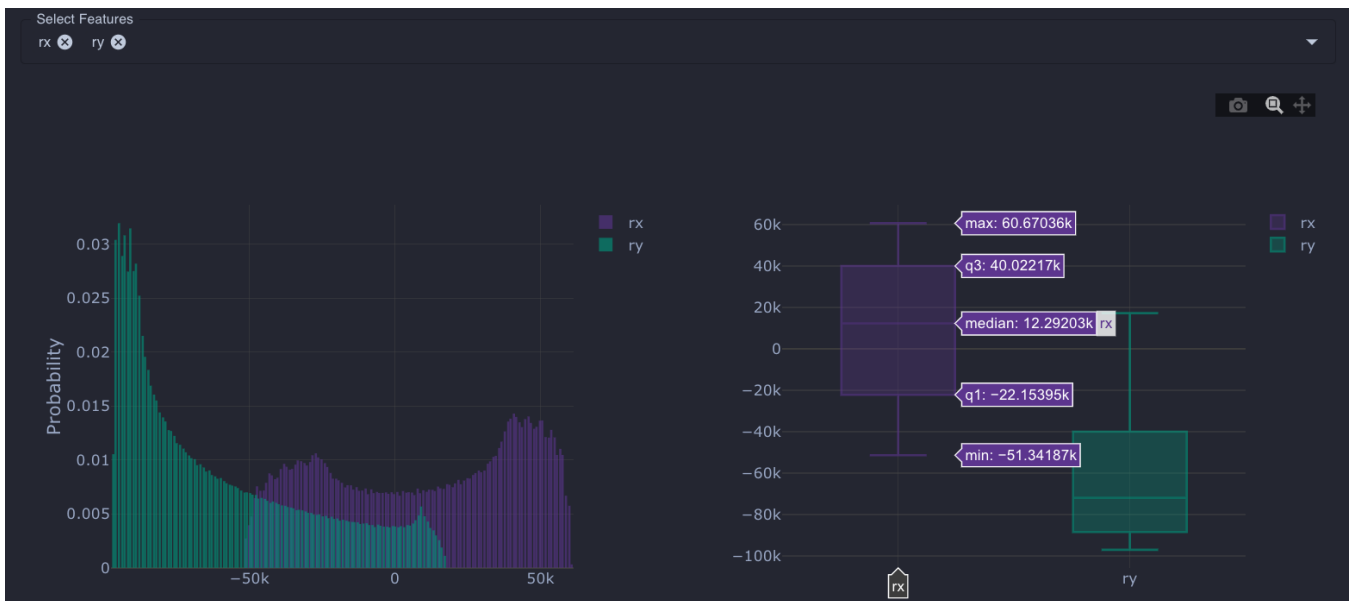 Select Features
rx ry
Probability
0.03
0.025
0.02
0.015
0.01
0.005
0
−50k 0 50k
rx
ry
60k
40k
20k
0
−20k
−40k
−60k
−80k
−100k
max: 60.67036k
q3: 40.02217k
median: 12.29203k rx
q1: −22.15395k
min: −51.34187k
rx ry
rx
ry